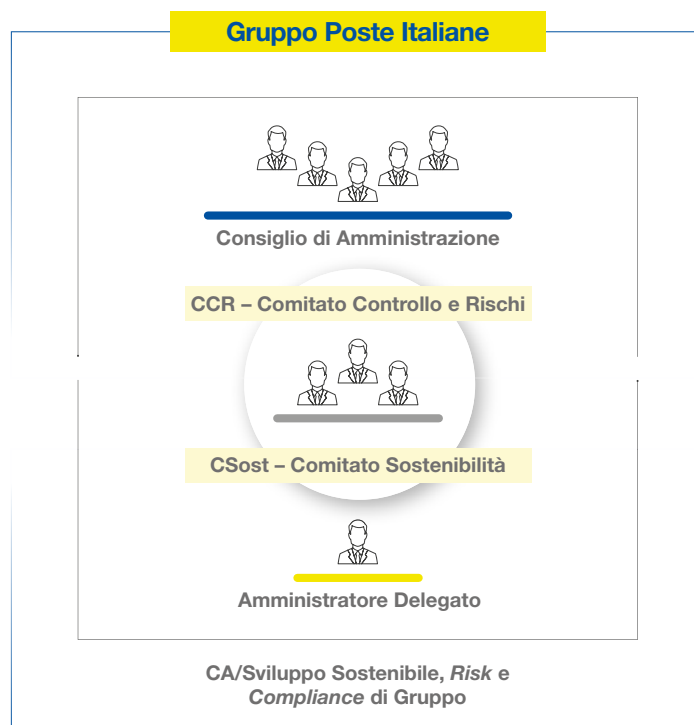 Gruppo Poste Italiane
Consiglio di Amministrazione
CCR – Comitato Controllo e Rischi
CSost – Comitato Sostenibilità
Amministratore Delegato
CA/Sviluppo Sostenibile, Risk e
Compliance di Gruppo